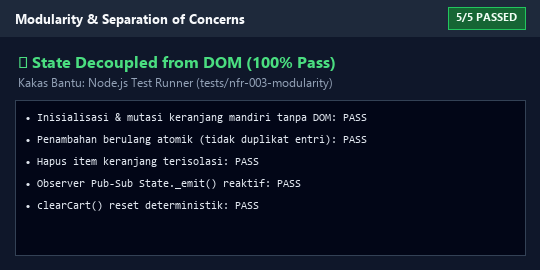 Modularity & Separation of Concerns
5/5 PASSED
State Decoupled from DOM (100% Pass)
Kakas Bantu: Node.js Test Runner (tests/nfr-003-modularity)
• Inisialisasi & mutasi keranjang mandiri tanpa DOM: PASS
• Penambahan berulang atomik (tidak duplikat entri): PASS
• Hapus item keranjang terisolasi: PASS
• Observer Pub-Sub State._emit() reaktif: PASS
• clearCart() reset deterministik: PASS